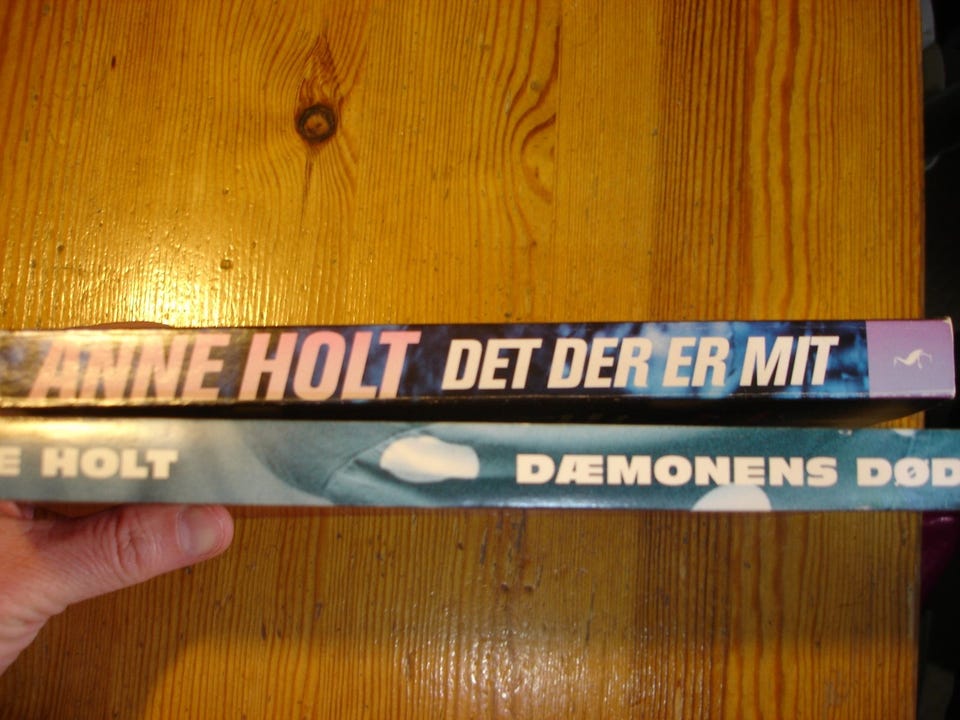 ANNE HOLT DET DER ER MIT
E HOLT DÆMONENS DØD